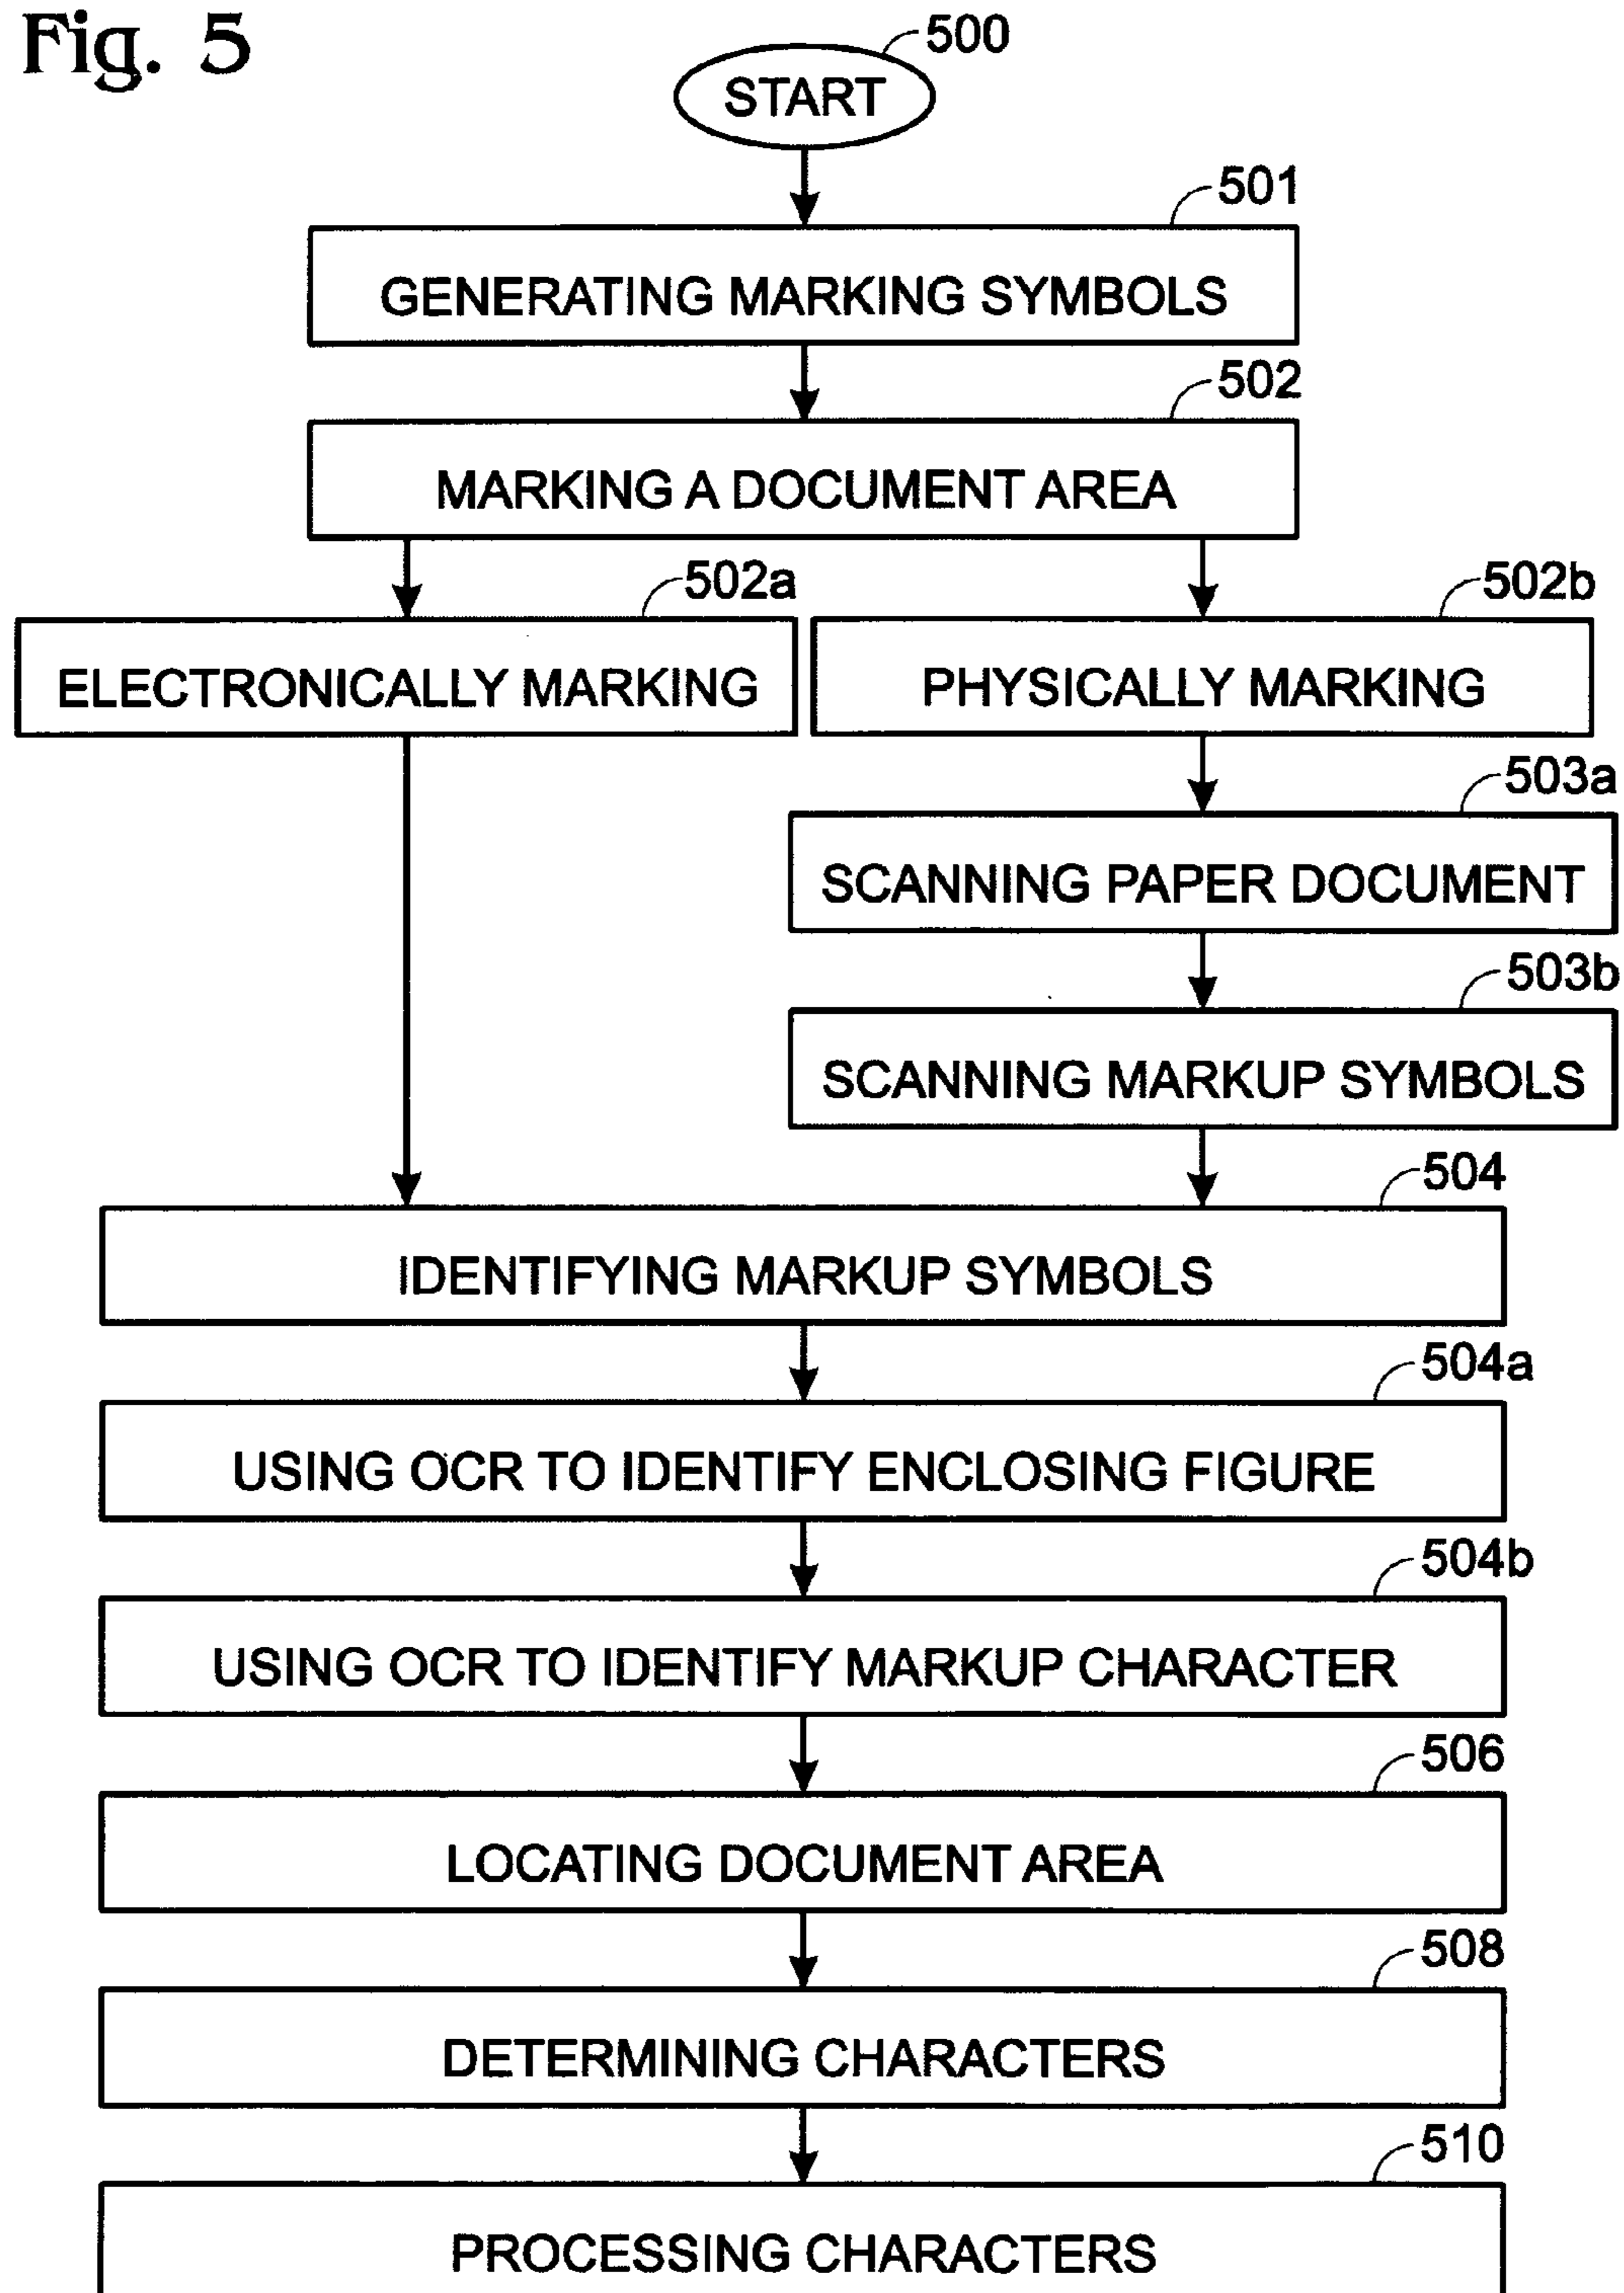 Fig. 5
500
START
501
GENERATING MARKING SYMBOLS
502
MARKING A DOCUMENT AREA
502a
502b
ELECTRONICALLY MARKING
PHYSICALLY MARKING
503a
SCANNING PAPER DOCUMENT
503b
SCANNING MARKUP SYMBOLS
504
IDENTIFYING MARKUP SYMBOLS
504a
USING OCR TO IDENTIFY ENCLOSING FIGURE
504b
USING OCR TO IDENTIFY MARKUP CHARACTER
506
LOCATING DOCUMENT AREA
508
DETERMINING CHARACTERS
510
PROCESSING CHARACTERS